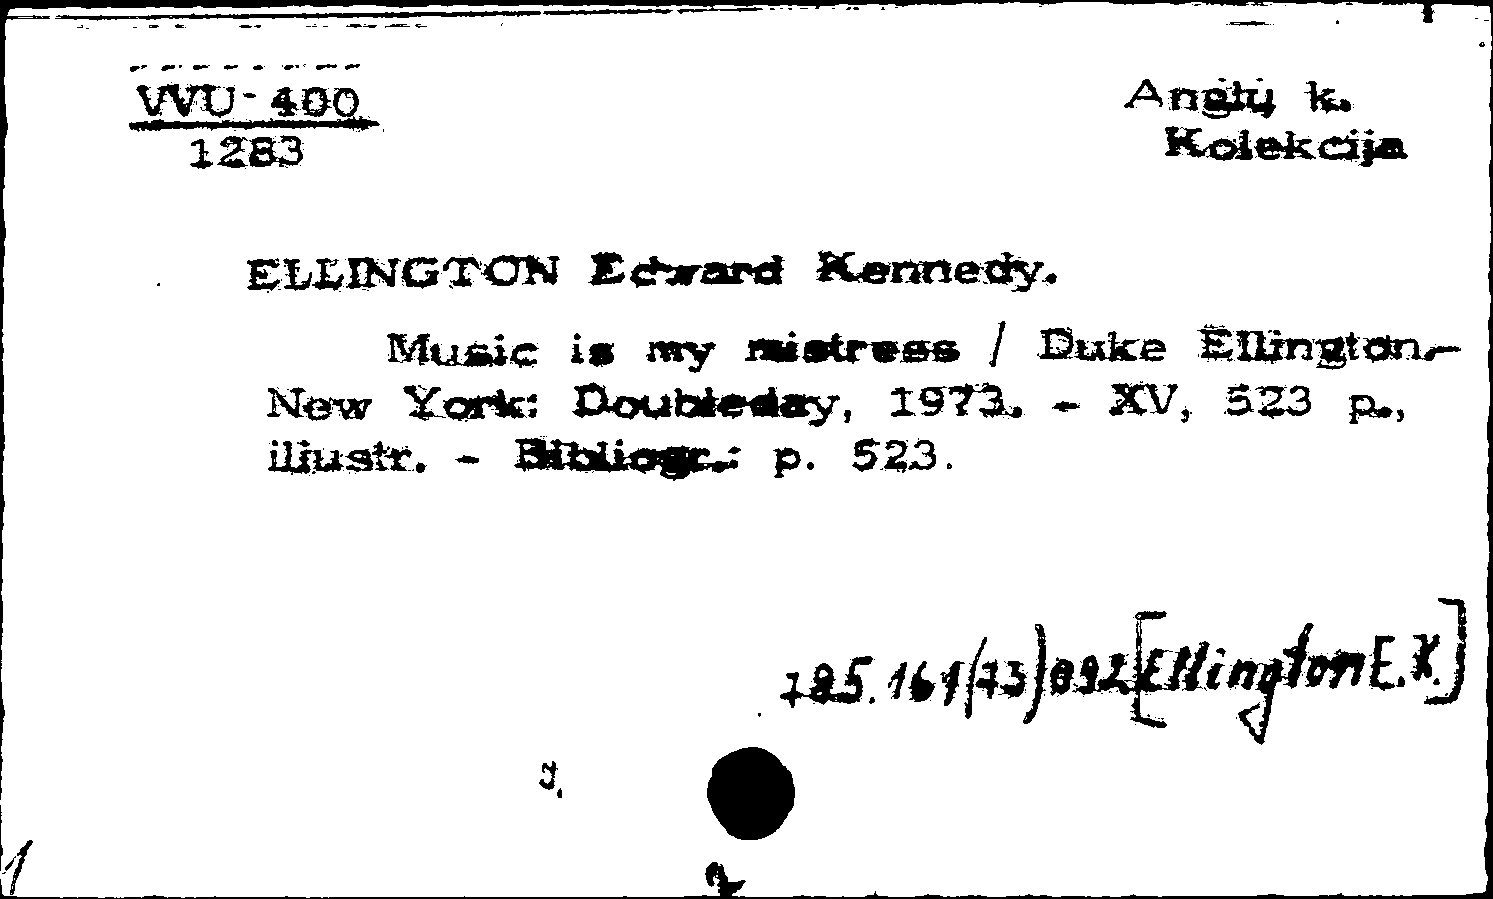 VVU-400
1283
Anglų k.
Kolekcija
ELLINGTON Edward Kennedy.
Music is my mistress / Duke Ellington.-
New York: Doubleday, 1973. - XV, 523 p.,
iliustr. - Bibliogr.: p. 523.
785.161(73)092[Ellington E.K.]